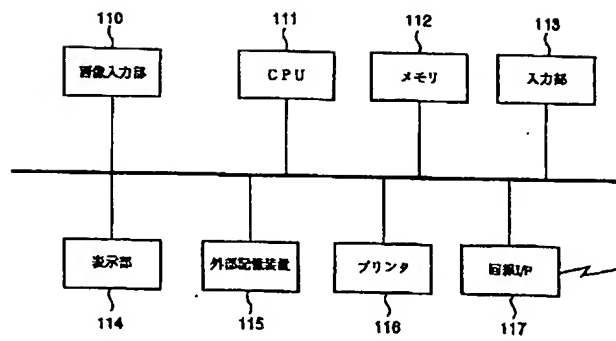 110
111
112
113
画像入力部
CPU
メモリ
入力部
表示部
外部記憶装置
プリンタ
回線I/F
114
115
116
117